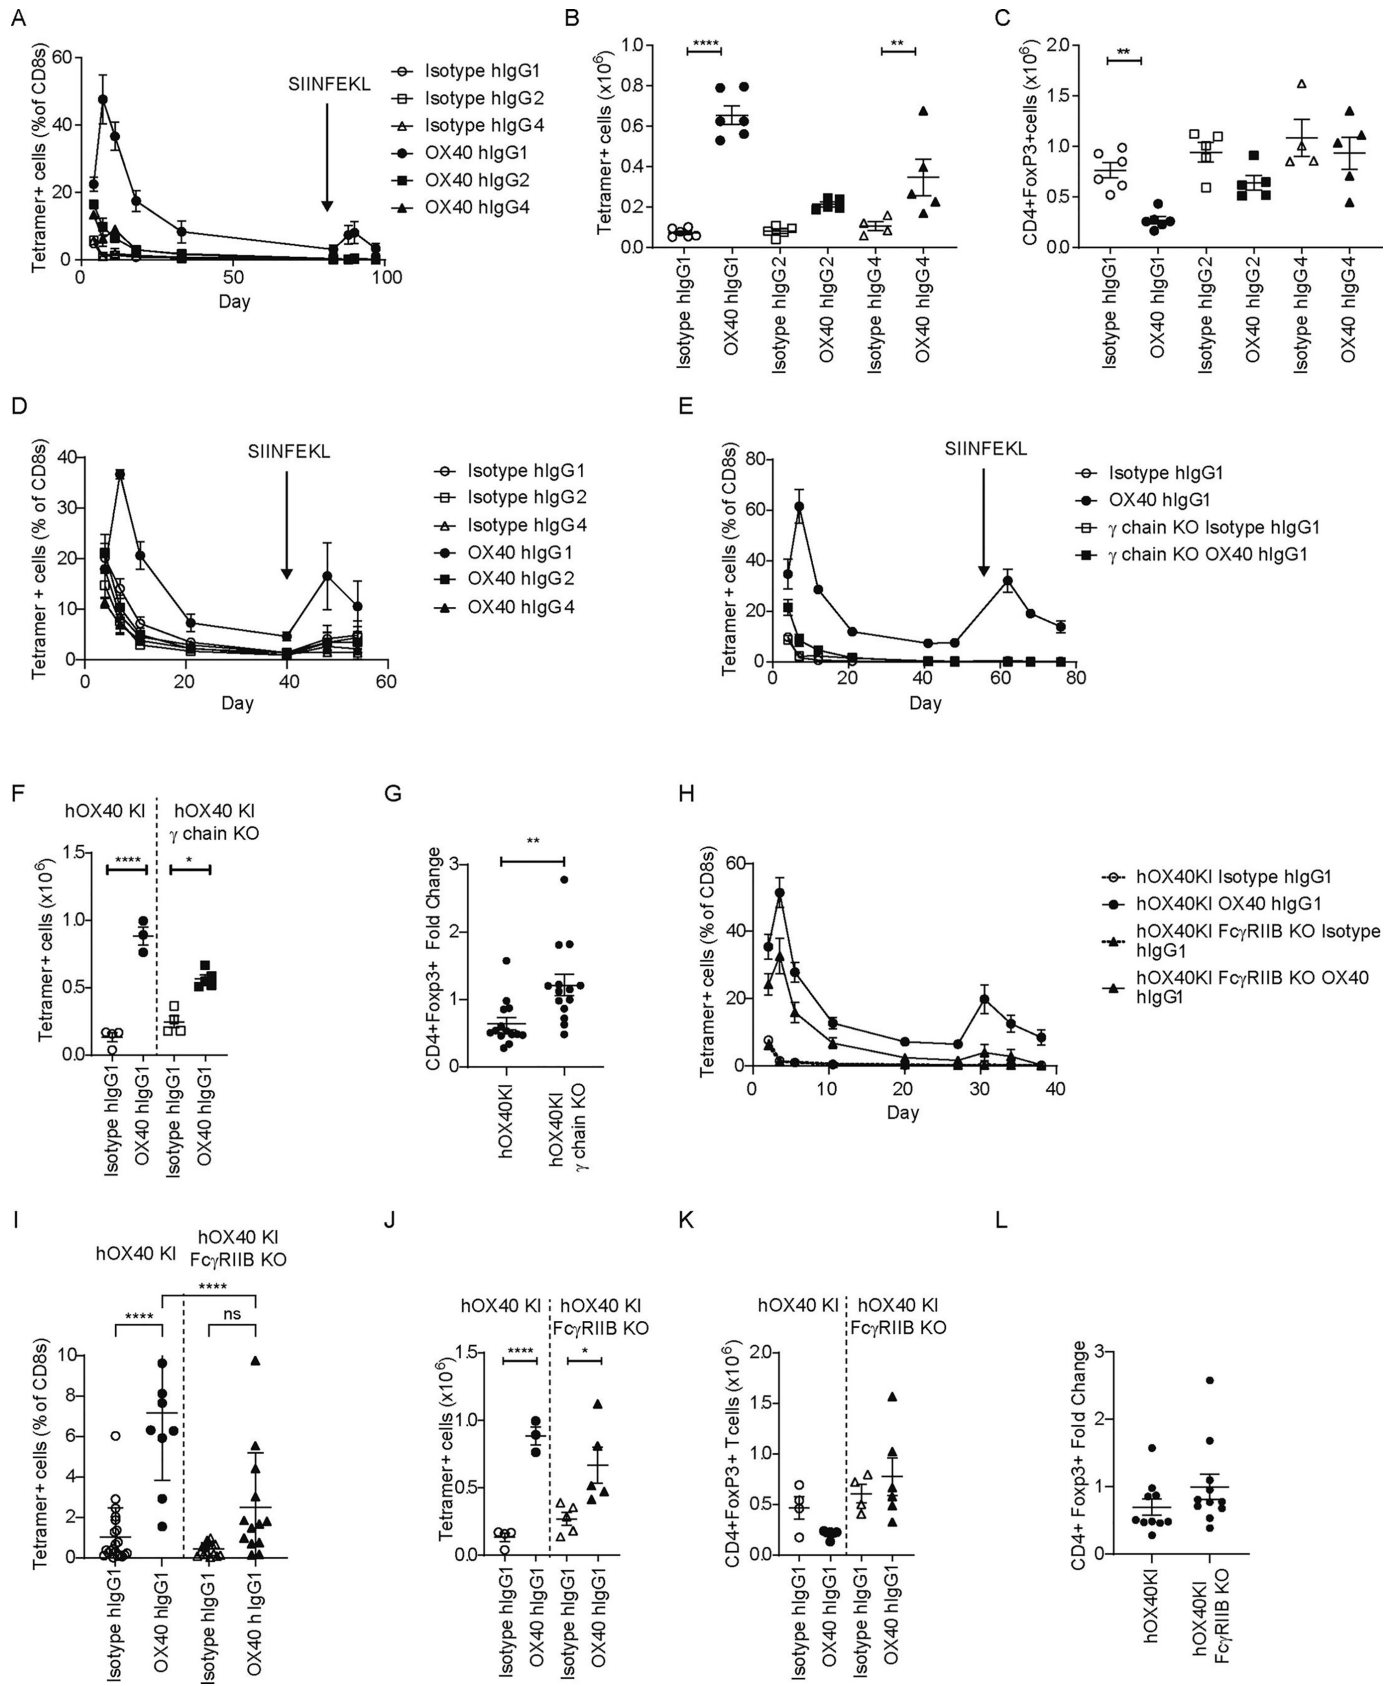 A
Tetramer+ cells (%of CD8s)
60
40
20
0
0
50
100
Day
SIINFEKL
Isotype hIgG1
Isotype hIgG2
Isotype hIgG4
OX40 hIgG1
OX40 hIgG2
OX40 hIgG4
B
Tetramer+ cells (x10⁶)
1.0
0.8
0.6
0.4
0.2
0.0
****
**
Isotype hIgG1
OX40 hIgG1
Isotype hIgG2
OX40 hIgG2
Isotype hIgG4
OX40 hIgG4
C
CD4+FoxP3+cells (x10⁶)
2.0
1.5
1.0
0.5
0.0
**
Isotype hIgG1
OX40 hIgG1
Isotype hIgG2
OX40 hIgG2
Isotype hIgG4
OX40 hIgG4
D
Tetramer + cells (% of CD8s)
40
30
20
10
0
0
20
40
60
Day
SIINFEKL
Isotype hIgG1
Isotype hIgG2
Isotype hIgG4
OX40 hIgG1
OX40 hIgG2
OX40 hIgG4
E
Tetramer + cells (% of CD8s)
80
60
40
20
0
0
20
40
60
80
Day
SIINFEKL
Isotype hIgG1
OX40 hIgG1
γ chain KO Isotype hIgG1
γ chain KO OX40 hIgG1
F
hOX40 KI
hOX40 KI
γ chain KO
Tetramer+ cells (x10⁶)
1.5
1.0
0.5
0.0
****
*
Isotype hIgG1
OX40 hIgG1
Isotype hIgG1
OX40 hIgG1
G
CD4+Foxp3+ Fold Change
3
2
1
0
**
hOX40KI
hOX40KI
γ chain KO
H
Tetramer+ cells (% of CD8s)
60
40
20
0
0
10
20
30
40
Day
hOX40KI Isotype hIgG1
hOX40KI OX40 hIgG1
hOX40KI FcγRIIB KO Isotype
hIgG1
hOX40KI FcγRIIB KO OX40
hIgG1
I
hOX40 KI
hOX40 KI
FcγRIIB KO
Tetramer+ cells (% of CD8s)
10
8
6
4
2
0
****
****
ns
Isotype hIgG1
OX40 hIgG1
Isotype hIgG1
OX40 hIgG1
J
hOX40 KI
hOX40 KI
FcγRIIB KO
Tetramer+ cells (x10⁶)
1.5
1.0
0.5
0.0
****
*
Isotype hIgG1
OX40 hIgG1
Isotype hIgG1
OX40 hIgG1
K
hOX40 KI
hOX40 KI
FcγRIIB KO
CD4+FoxP3+ Tcells (x10⁶)
2.0
1.5
1.0
0.5
0.0
Isotype hIgG1
OX40 hIgG1
Isotype hIgG1
OX40 hIgG1
L
CD4+ Foxp3+ Fold Change
3
2
1
0
hOX40KI
hOX40KI
FcγRIIB KO